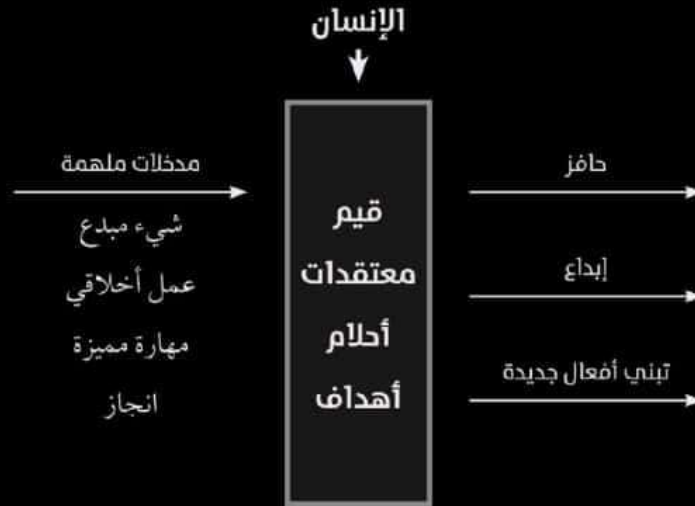 الإنسان
مدخلات ملهمة
شيء مبدع
عمل أخلاقي
مهارة مميزة
انجاز
قيم
معتقدات
أحلام
أهداف
حافز
إبداع
تبني أفعال جديدة